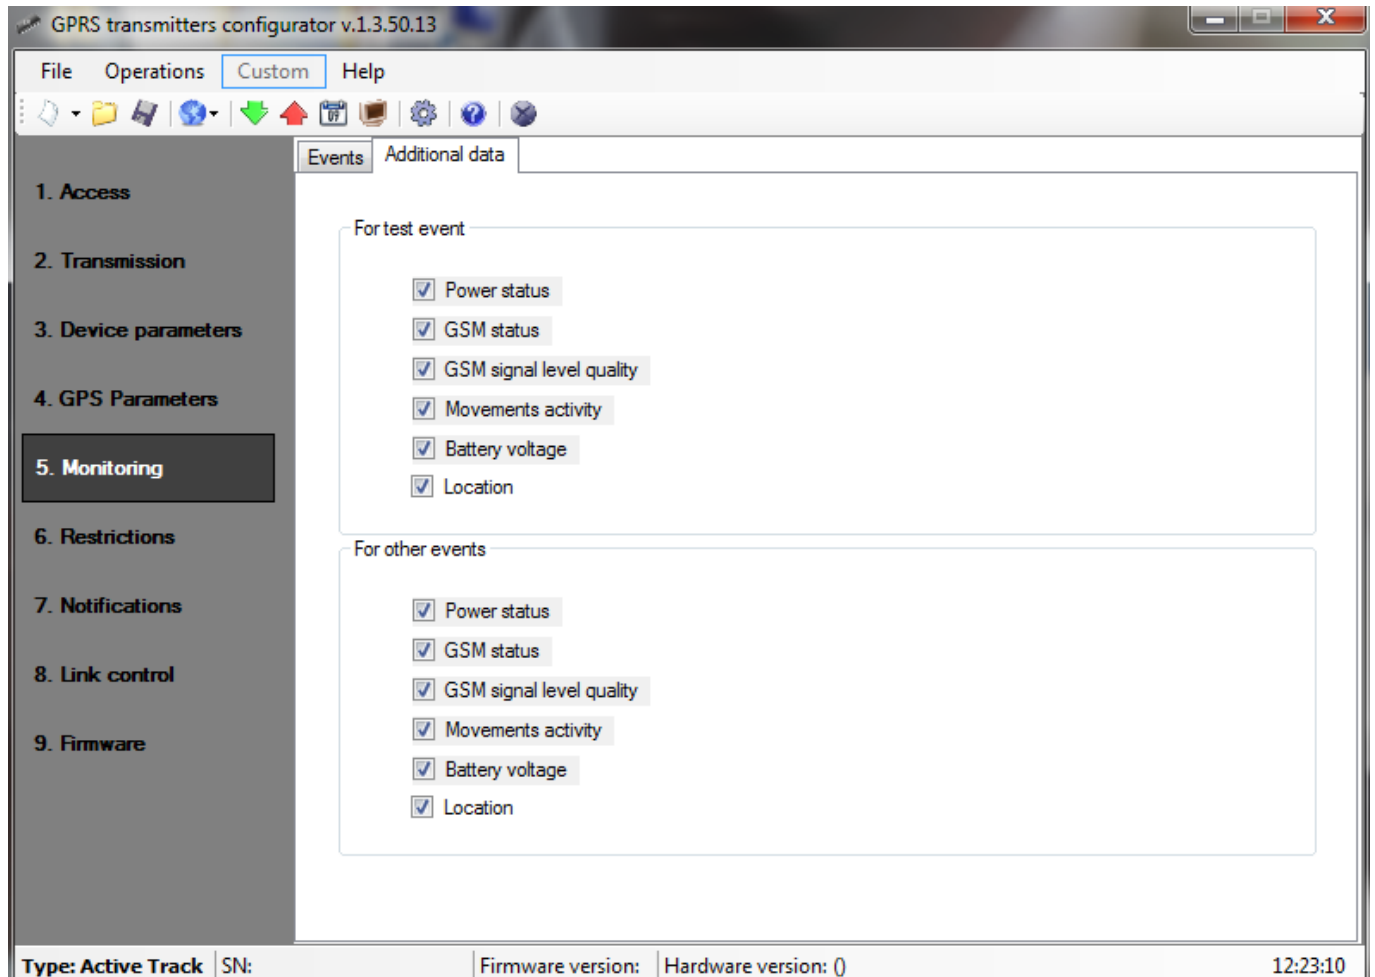 GPRS transmitters configurator v.1.3.50.13
File Operations Custom Help
09
Events Additional data
1. Access
2. Transmission
3. Device parameters
4. GPS Parameters
5. Monitoring
6. Restrictions
7. Notifications
8. Link control
9. Firmware
For test event
Power status
GSM status
GSM signal level quality
Movements activity
Battery voltage
Location
For other events
Power status
GSM status
GSM signal level quality
Movements activity
Battery voltage
Location
Type: Active Track SN: Firmware version: Hardware version: () 12:23:10